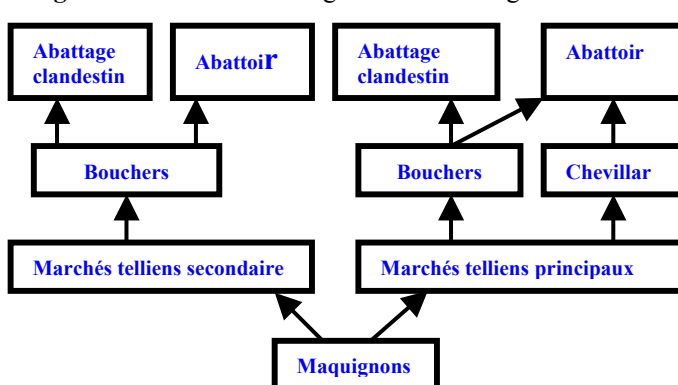 Abattage
clandestin
Abattoir
Abattage
clandestin
Abattoir
Bouchers
Bouchers
Chevillar
Marchés telliens secondaire
Marchés telliens principaux
Maquignons